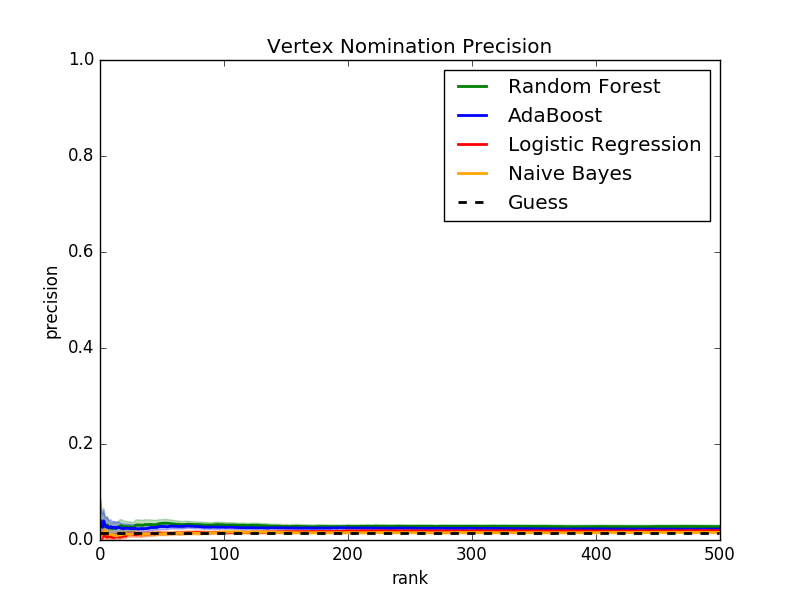 Vertex Nomination Precision
1.0
0.8
0.6
0.4
0.2
0.0
precision
Random Forest
AdaBoost
Logistic Regression
Naive Bayes
Guess
0 100 200 300 400 500
rank